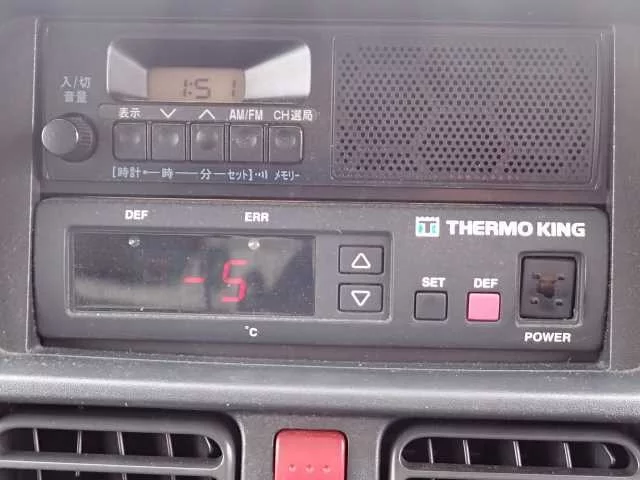 1:51
入/切
音量
表示 AM/FM CH選局
[時計 時 分 セット] メモリー
DEF ERR
THERMO KING
-5
SET DEF
°C
POWER